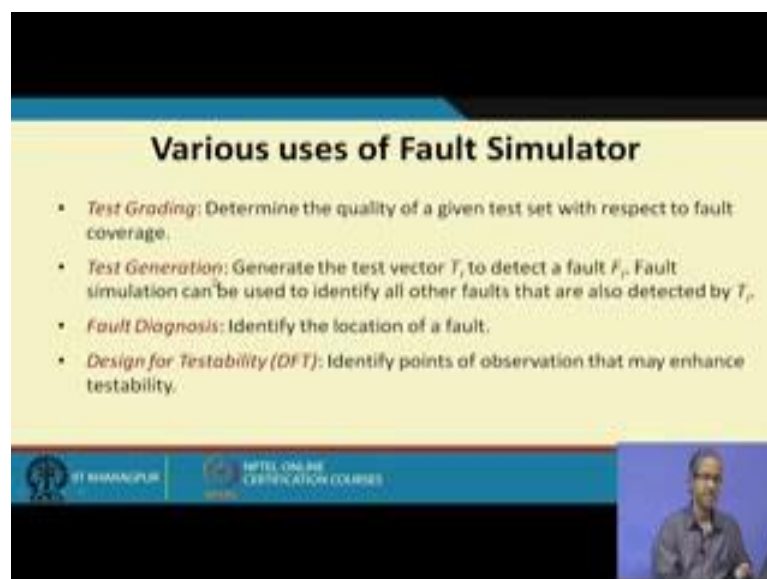 Various uses of Fault Simulator
• Test Grading: Determine the quality of a given test set with respect to fault
coverage.
• Test Generation: Generate the test vector Ti to detect a fault Fi. Fault
simulation can be used to identify all other faults that are also detected by Ti.
• Fault Diagnosis: Identify the location of a fault.
• Design for Testability (DFT): Identify points of observation that may enhance
testability.
IIT KHARAGPUR
NPTEL ONLINE
CERTIFICATION COURSES